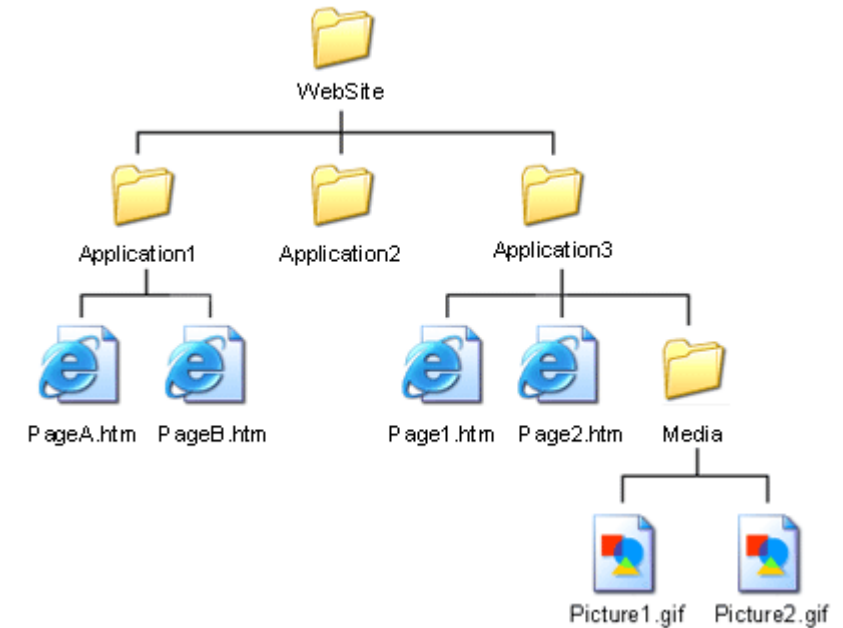 WebSite
Application1 Application2 Application3
PageA.htm PageB.htm Page1.htm Page2.htm Media
Picture1.gif Picture2.gif